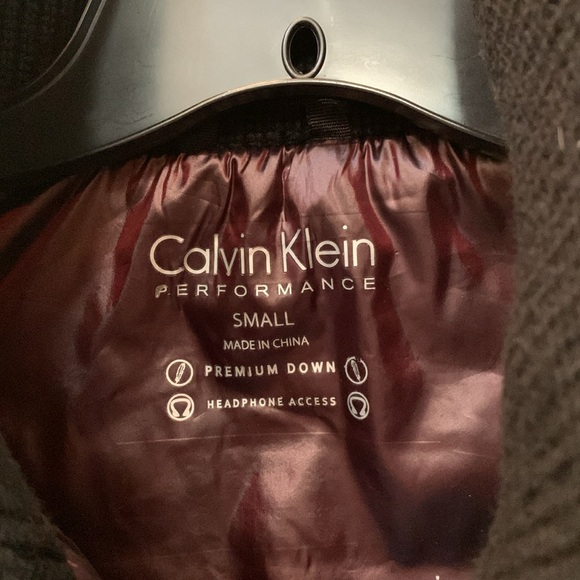 Calvin Klein
PERFORMANCE
SMALL
MADE IN CHINA
PREMIUM DOWN
HEADPHONE ACCESS